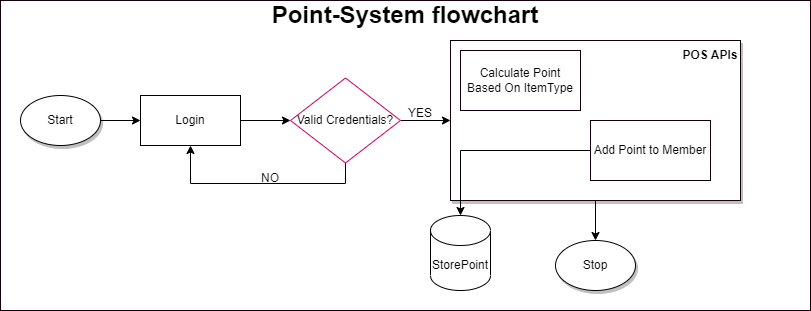 Point-System flowchart
POS APIs
Calculate Point
Based On ItemType
Start
Login
Valid Credentials?
YES
Add Point to Member
NO
StorePoint
Stop